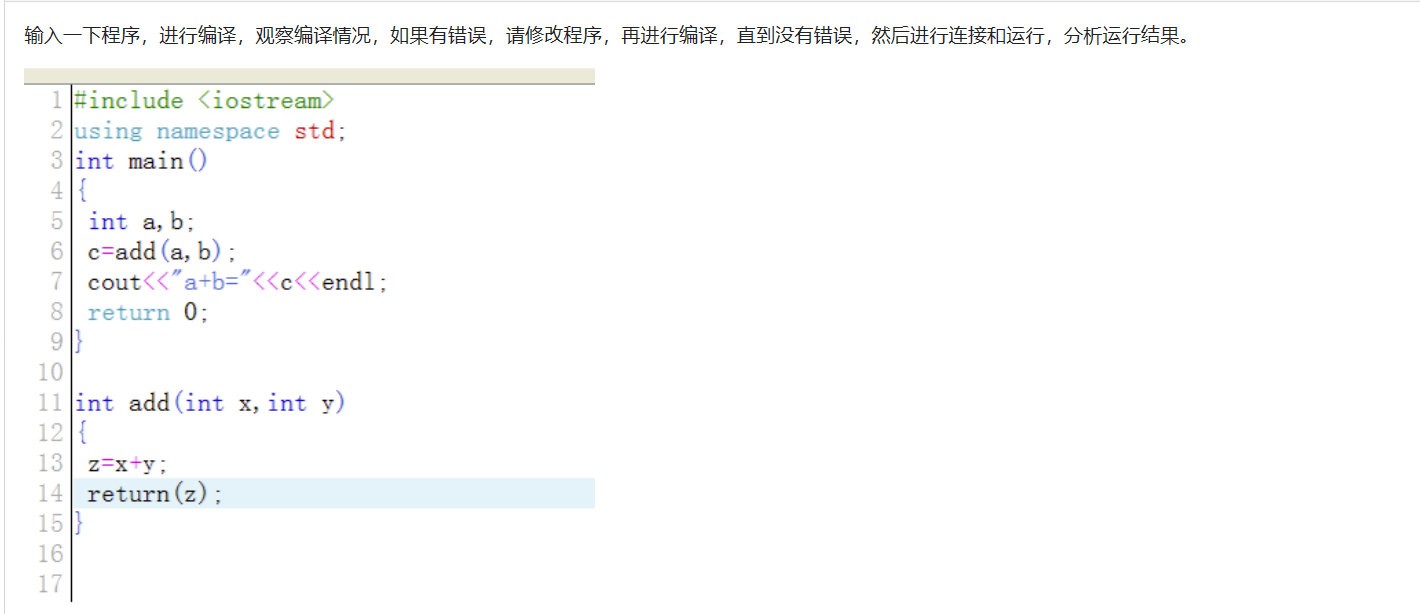 输入一下程序，进行编译，观察编译情况，如果有错误，请修改程序，再进行编译，直到没有错误，然后进行连接和运行，分析运行结果。
1 #include <iostream>
2 using namespace std;
3 int main()
4 {
5 int a,b;
6 c=add(a,b);
7 cout<<"a+b="<<c<<endl;
8 return 0;
9 }
10
11 int add(int x,int y)
12 {
13 z=x+y;
14 return(z);
15 }
16
17